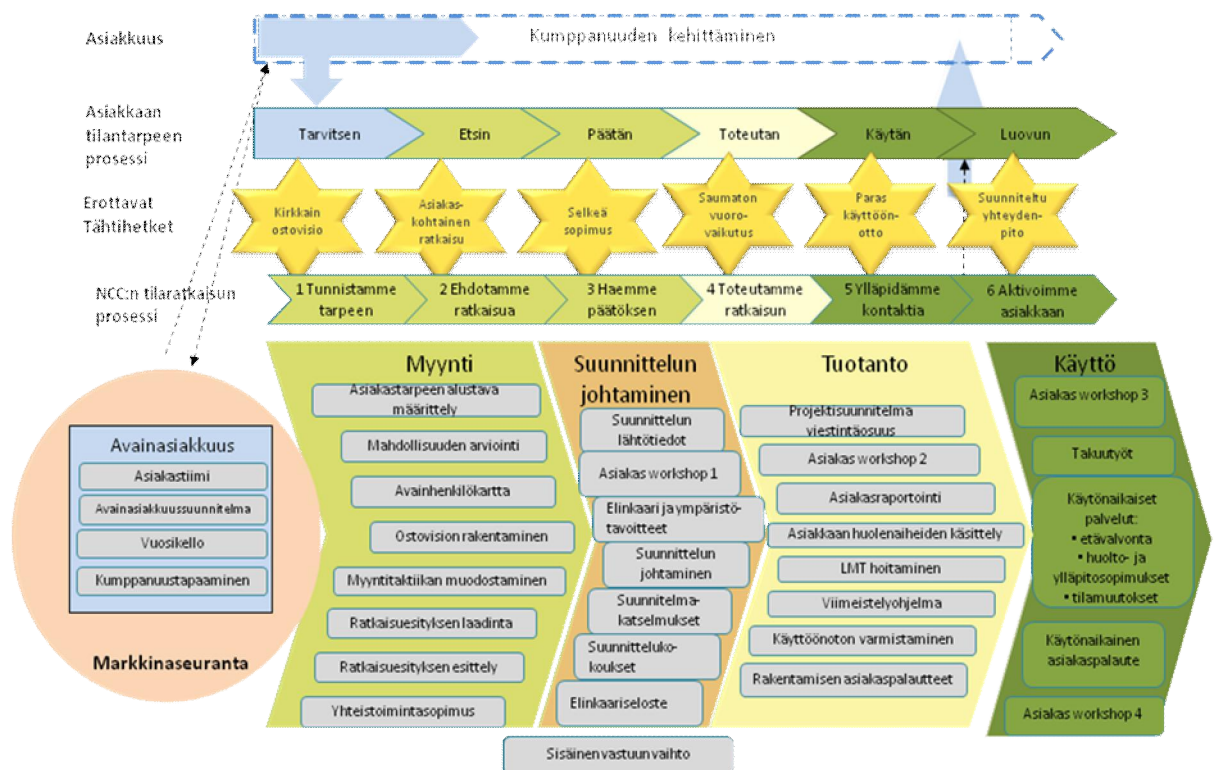 Asiakkuus
Kumppanuuden kehittäminen
Asiakkaan
tilantarpeen
prosessi
Tarvitsen
Etsin
Päätän
Toteutan
Käytän
Luovun
Erottavat
Tähtihetket
Kirkkain
ostovisio
Asiakas-
kohtainen
ratkaisu
Selkeä
sopimus
Saumaton
vuoro-
vaikutus
Paras
käyttöön-
otto
Suunniteltu
yhteyden-
pito
NCC:n tilaratkaisun
prosessi
1 Tunnistamme
tarpeen
2 Ehdotamme
ratkaisua
3 Haemme
päätöksen
4 Toteutamme
ratkaisun
5 Ylläpidämme
kontaktia
6 Aktivoimme
asiakkaan
Avainasiakkuus
Asiakastiimi
Avainasiakkuussuunnitelma
Vuosikello
Kumppanuustapaaminen
Markkinaseuranta
Myynti
Asiakastarpeen alustava
määrittely
Mahdollisuuden arviointi
Avainhenkilökartta
Ostovision rakentaminen
Myyntitaktiikan muodostaminen
Ratkaisuesityksen laadinta
Ratkaisuesityksen esittely
Yhteistoimintasopimus
Suunnittelun
johtaminen
Suunnittelun
lähtötiedot
Asiakas workshop 1
Elinkaari ja ympäristö-
tavoitteet
Suunnittelun
johtaminen
Suunnitelma-
katselmukset
Suunnitteluko-
koukset
Elinkaariseloste
Tuotanto
Projektisuunnitelma
viestintäosuus
Asiakas workshop 2
Asiakasraportointi
Asiakkaan huolenaiheiden käsittely
LMT hoitaminen
Viimeistelyohjelma
Käyttöönoton varmistaminen
Rakentamisen asiakaspalautteet
Käyttö
Asiakas workshop 3
Takuutyöt
Käytönaikaiset
palvelut:
▪ etävalvonta
▪ huolto- ja
ylläpitosopimukset
▪ tilamuutokset
Käytönaikainen
asiakaspalaute
Asiakas workshop 4
Sisäinen vastuunvaihto